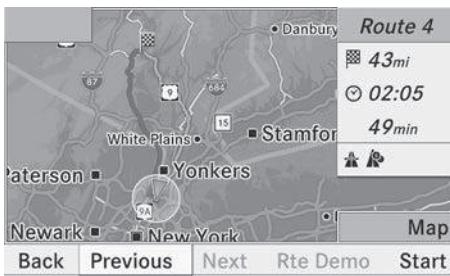 Danbury
Route 4
43mi
87
9
684
02:05
15
49min
White Plains
Stamfor
aterson
Yonkers
9A
Newark
New York
Map
Back Previous Next Rte Demo Start